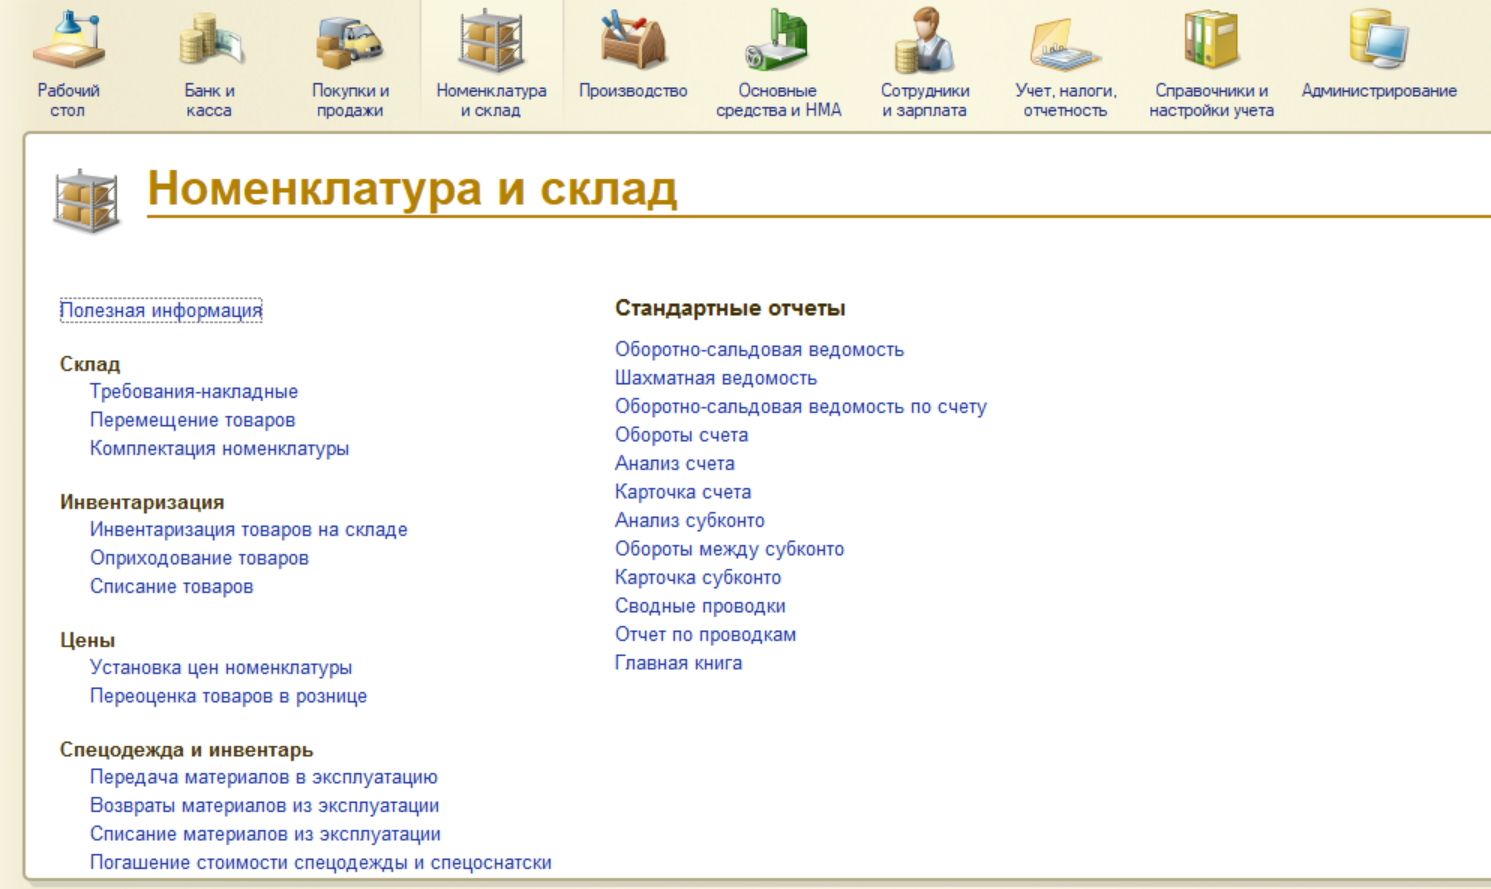 Рабочий
стол
Банк и
касса
Покупки и
продажи
Номенклатура
и склад
Производство
Основные
средства и НМА
Сотрудники
и зарплата
Учет, налоги,
отчетность
Справочники и
настройки учета
Администрирование
Номенклатура и склад
Полезная информация
Склад
Требования-накладные
Перемещение товаров
Комплектация номенклатуры
Инвентаризация
Инвентаризация товаров на складе
Оприходование товаров
Списание товаров
Цены
Установка цен номенклатуры
Переоценка товаров в рознице
Спецодежда и инвентарь
Передача материалов в эксплуатацию
Возвраты материалов из эксплуатации
Списание материалов из эксплуатации
Погашение стоимости спецодежды и спецоснатски
Стандартные отчеты
Оборотно-сальдовая ведомость
Шахматная ведомость
Оборотно-сальдовая ведомость по счету
Обороты счета
Анализ счета
Карточка счета
Анализ субконто
Обороты между субконто
Карточка субконто
Сводные проводки
Отчет по проводкам
Главная книга